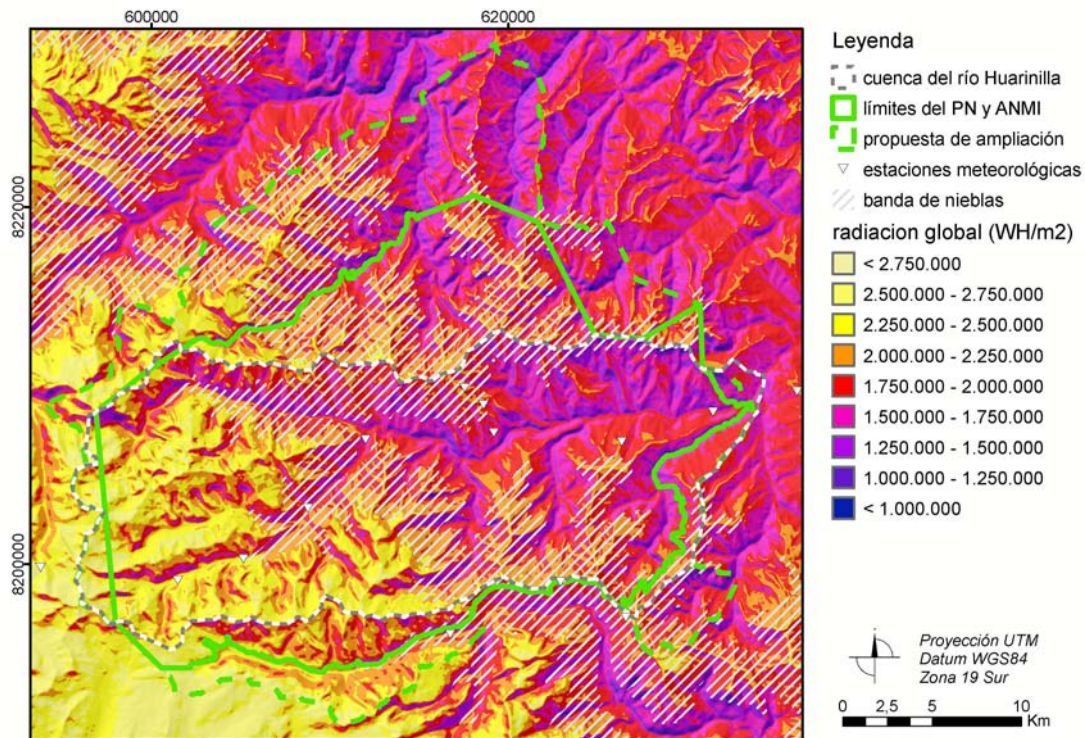 600000
620000
8220000
8200000
Leyenda
cuenca del río Huarinilla
límites del PN y ANMI
propuesta de ampliación
estaciones meteorológicas
banda de nieblas
radiacion global (WH/m2)
< 2.750.000
2.500.000 - 2.750.000
2.250.000 - 2.500.000
2.000.000 - 2.250.000
1.750.000 - 2.000.000
1.500.000 - 1.750.000
1.250.000 - 1.500.000
1.000.000 - 1.250.000
< 1.000.000
Proyección UTM
Datum WGS84
Zona 19 Sur
0 2,5 5 10
Km